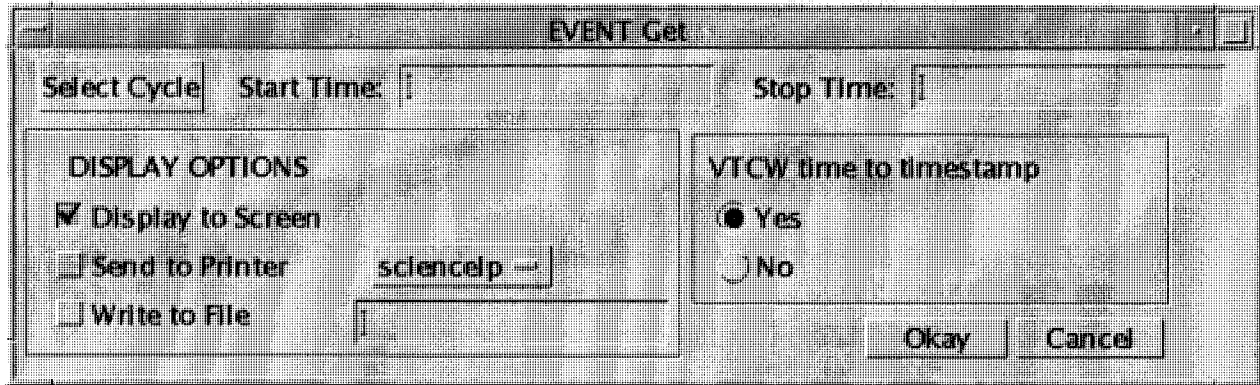 EVENT Get
Select Cycle Start Time: Stop Time:
DISPLAY OPTIONS
Display to Screen
Send to Printer sciencelp
Write to File
VTCW time to timestamp
Yes
No
Okay Cancel